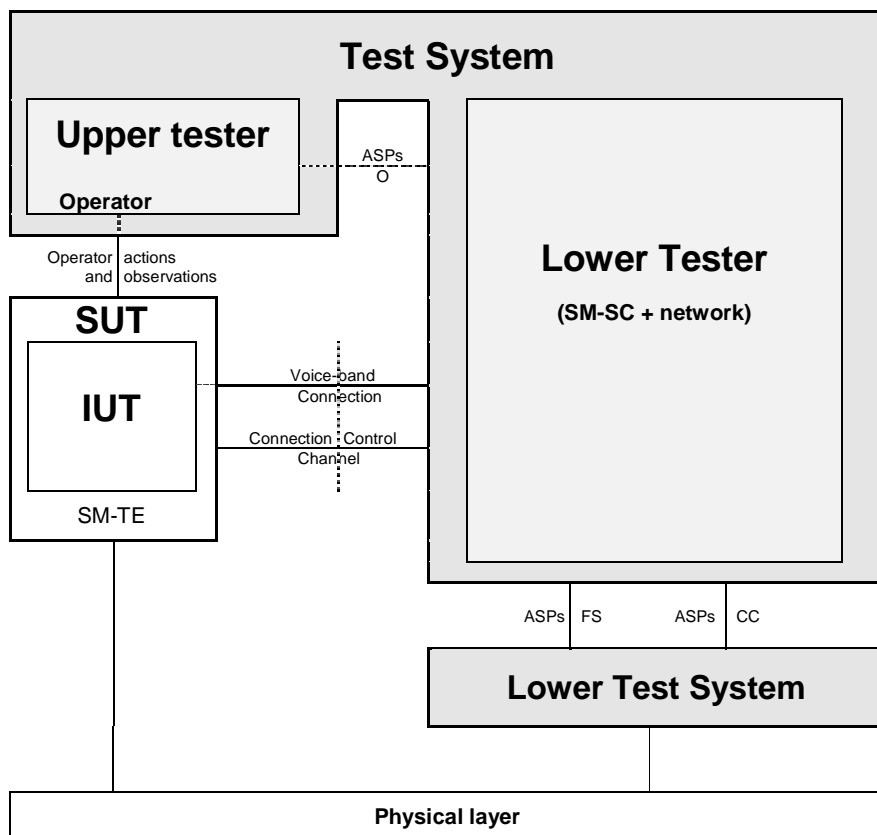 Test System
Upper tester
Operator
ASPs
O
Operator actions
and observations
Lower Tester
(SM-SC + network)
SUT
IUT
SM-TE
Voice-band
Connection
Connection Control
Channel
ASPs FS
ASPs CC
Lower Test System
Physical layer